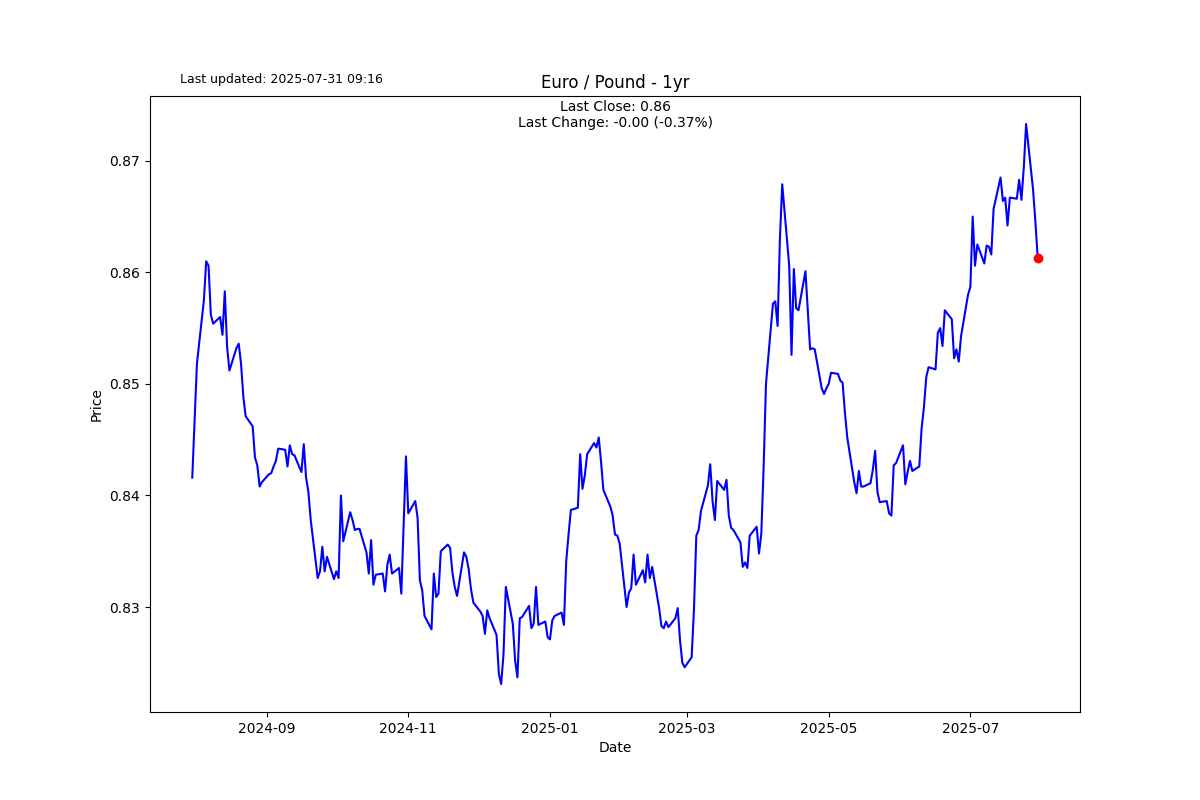 Last updated: 2025-07-31 09:16
Euro / Pound - 1yr
Last Close: 0.86
Last Change: -0.00 (-0.37%)
0.87
0.86
0.85
0.84
0.83
Price
2024-09
2024-11
2025-01
2025-03
2025-05
2025-07
Date